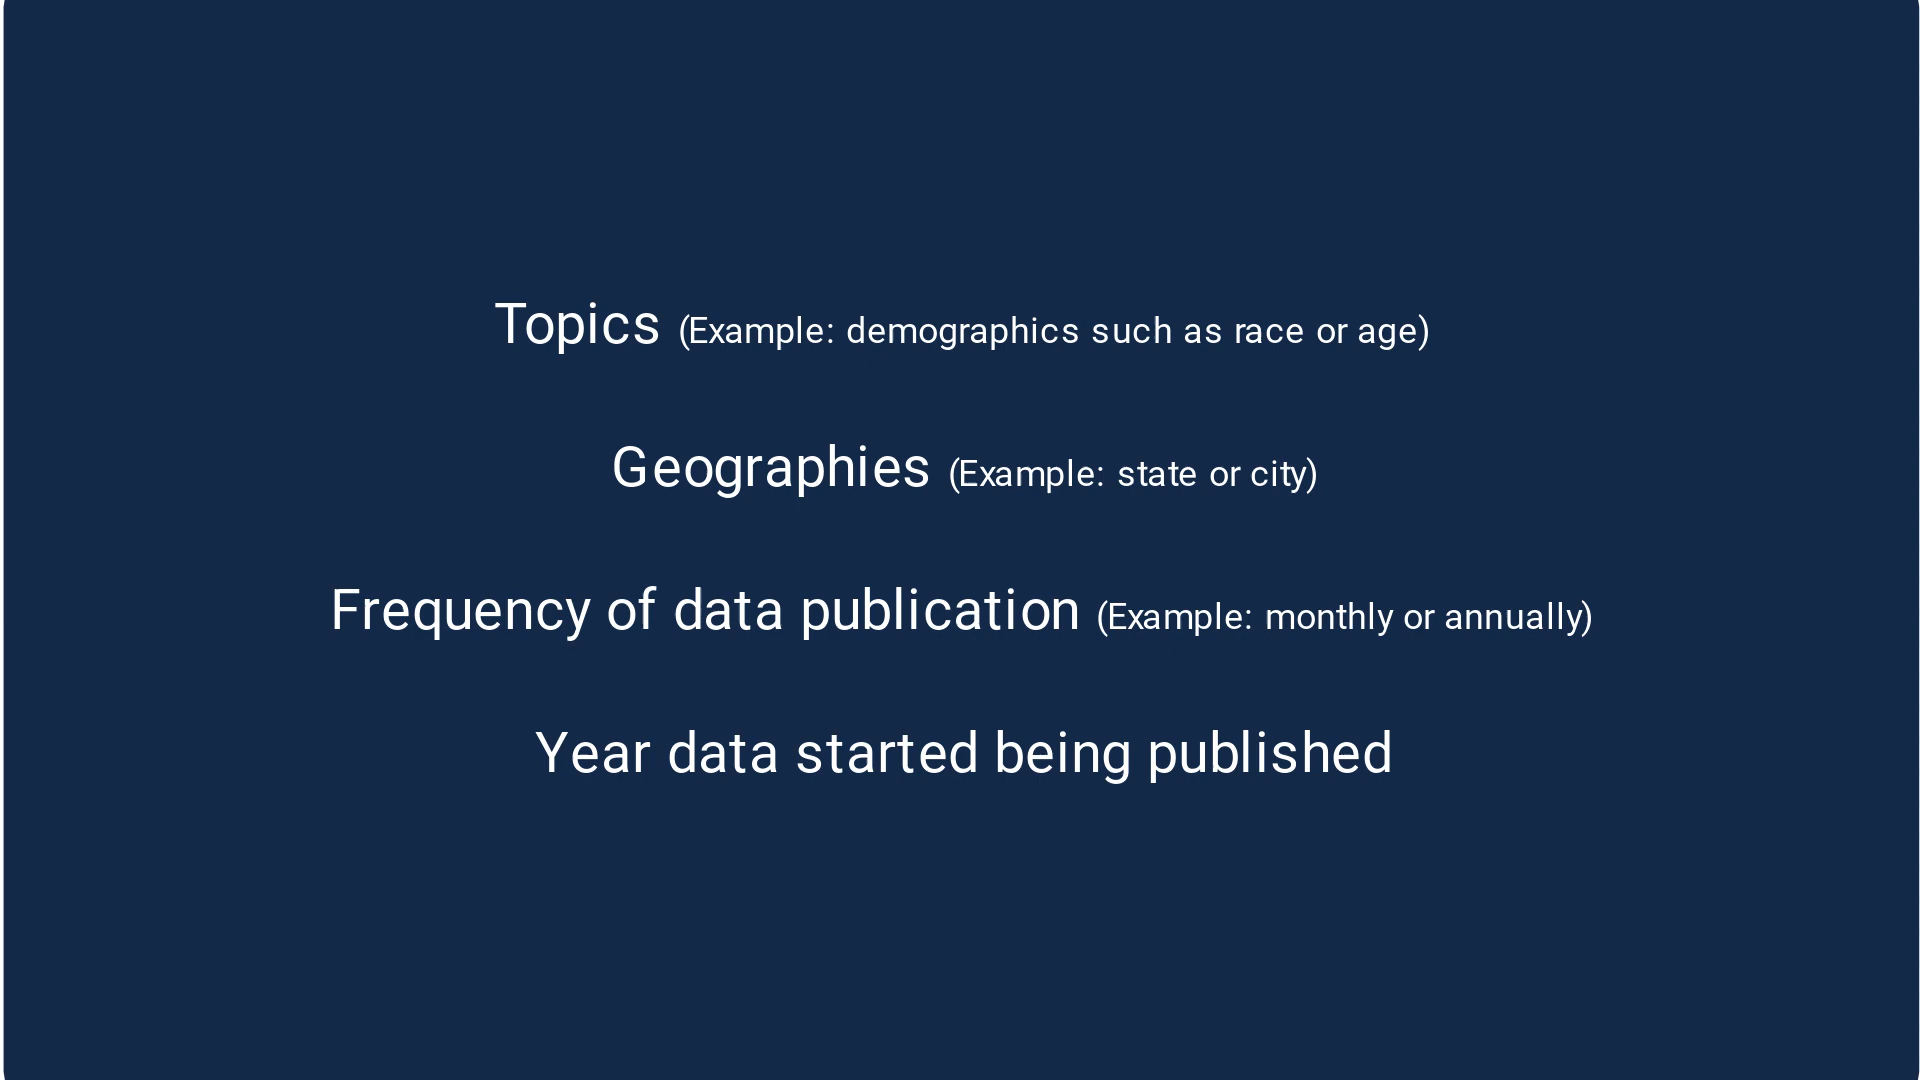 Topics (Example: demographics such as race or age)
Geographies (Example: state or city)
Frequency of data publication (Example: monthly or annually)
Year data started being published